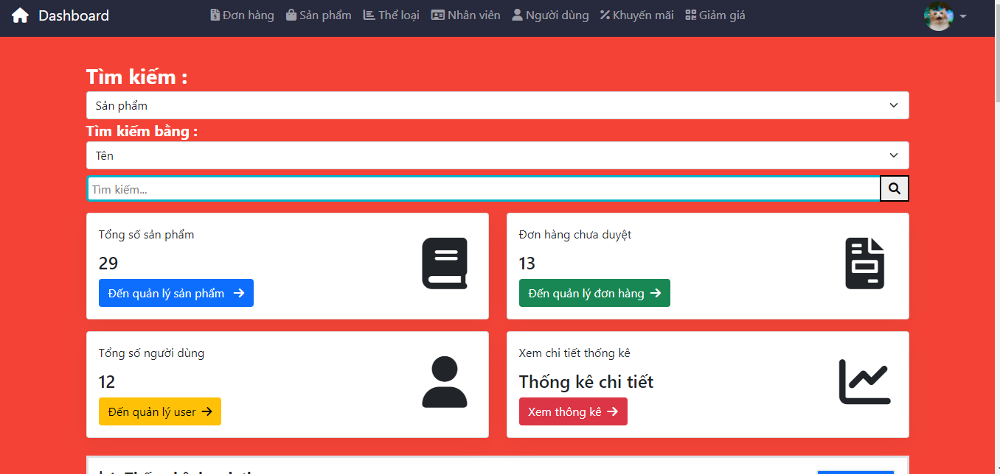 Dashboard
Đơn hàng
Sản phẩm
Thể loại
Nhân viên
Người dùng
Khuyến mãi
Giảm giá
Tìm kiếm :
Sản phẩm
Tìm kiếm bằng :
Tên
Tìm kiếm...
Tổng số sản phẩm
29
Đến quản lý sản phẩm
Đơn hàng chưa duyệt
13
Đến quản lý đơn hàng
Tổng số người dùng
12
Đến quản lý user
Xem chi tiết thống kê
Thống kê chi tiết
Xem thông kê